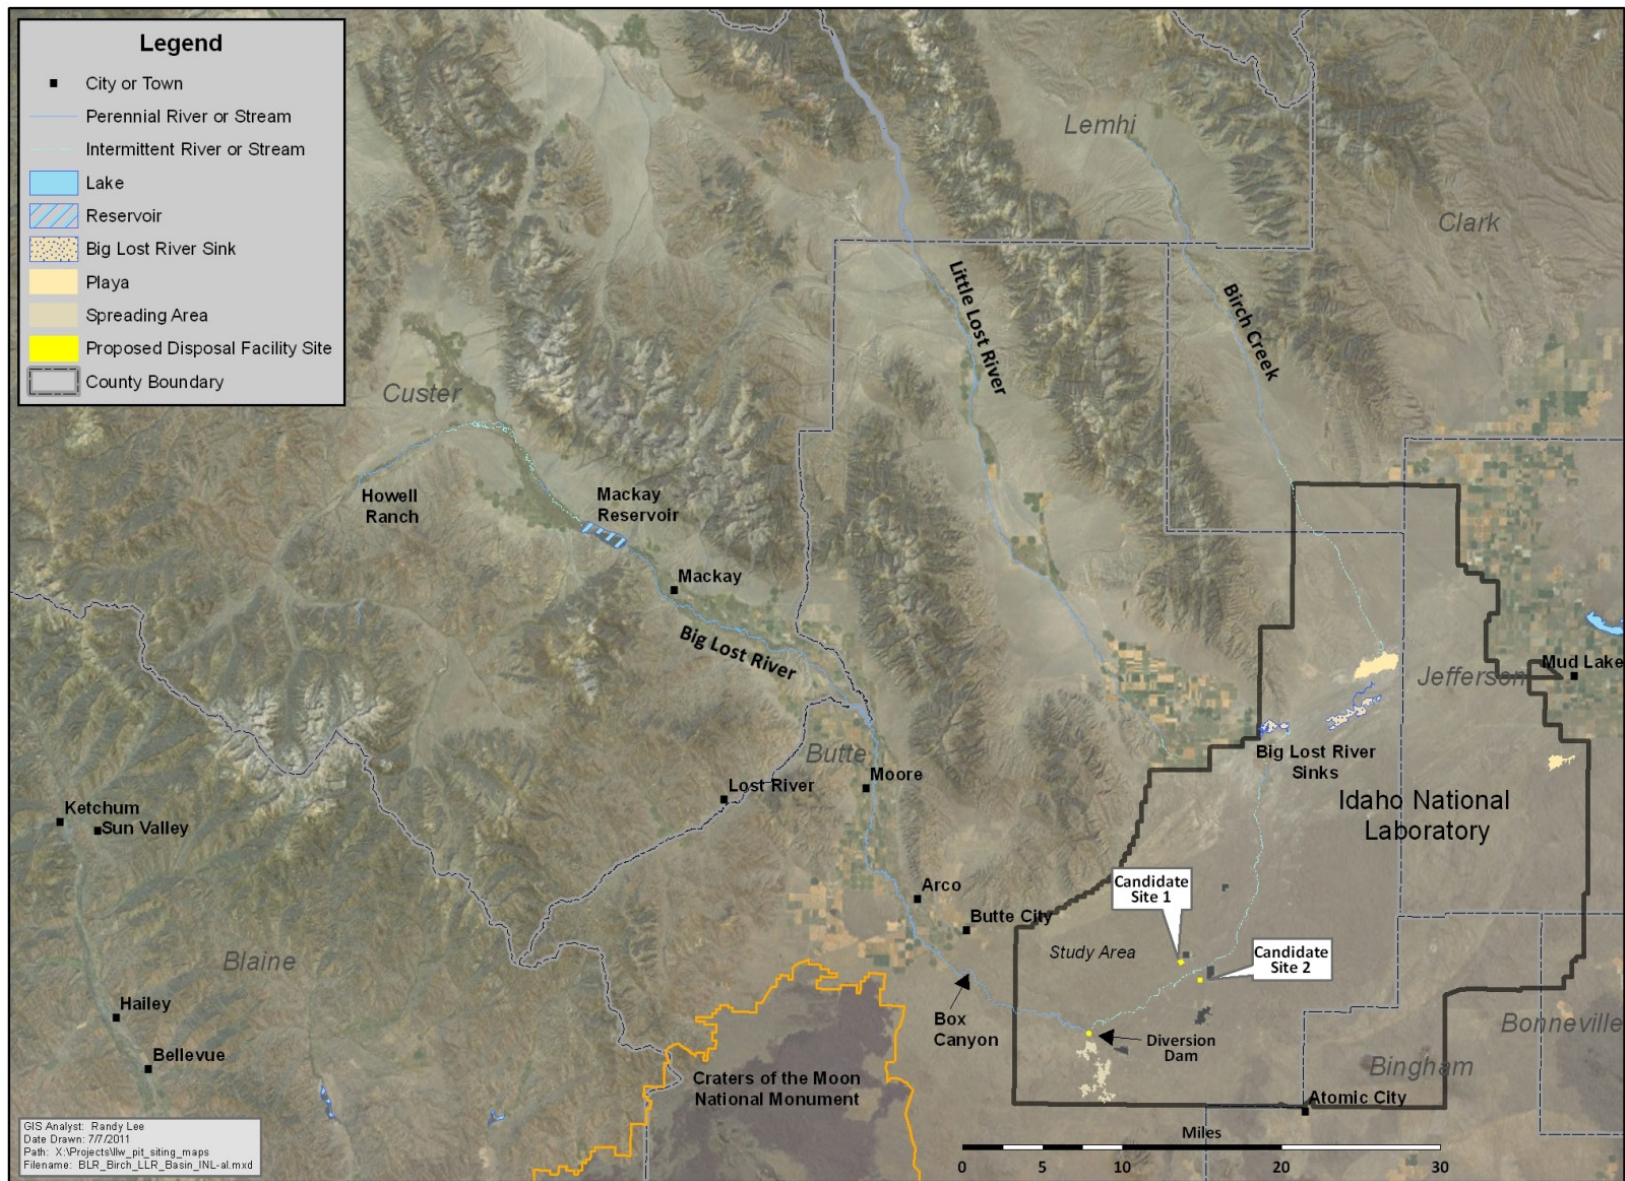 Legend
City or Town
Perennial River or Stream
Intermittent River or Stream
Lake
Reservoir
Big Lost River Sink
Playa
Spreading Area
Proposed Disposal Facility Site
County Boundary
Lemhi
Clark
Little Lost River
Birch Creek
Custer
Howell
Ranch
Mackay
Reservoir
Mackay
Big Lost River
Mud Lake
Jefferson
Butte
Big Lost River
Sinks
Moore
Lost River
Idaho National
Laboratory
Ketchum
Sun Valley
Candidate
Site 1
Arco
Butte City
Study Area
Candidate
Site 2
Blaine
Hailey
Box
Canyon
Diversion
Dam
Bonneville
Bellevue
Bingham
Craters of the Moon
National Monument
Atomic City
GIS Analyst: Randy Lee
Date Drawn: 7/7/2011
Path: X:\Projects\llw_pit_siting_maps
Filename: BLR_Birch_LLR_Basin_INL-al.mxd
Miles
0 5 10 20 30